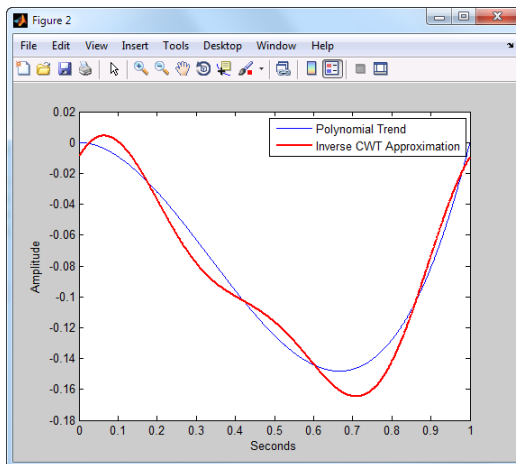 Figure 2
File Edit View Insert Tools Desktop Window Help
0.02
0
-0.02
-0.04
-0.06
-0.08
-0.1
-0.12
-0.14
-0.16
-0.18
Amplitude
Polynomial Trend
Inverse CWT Approximation
0 0.1 0.2 0.3 0.4 0.5 0.6 0.7 0.8 0.9 1
Seconds